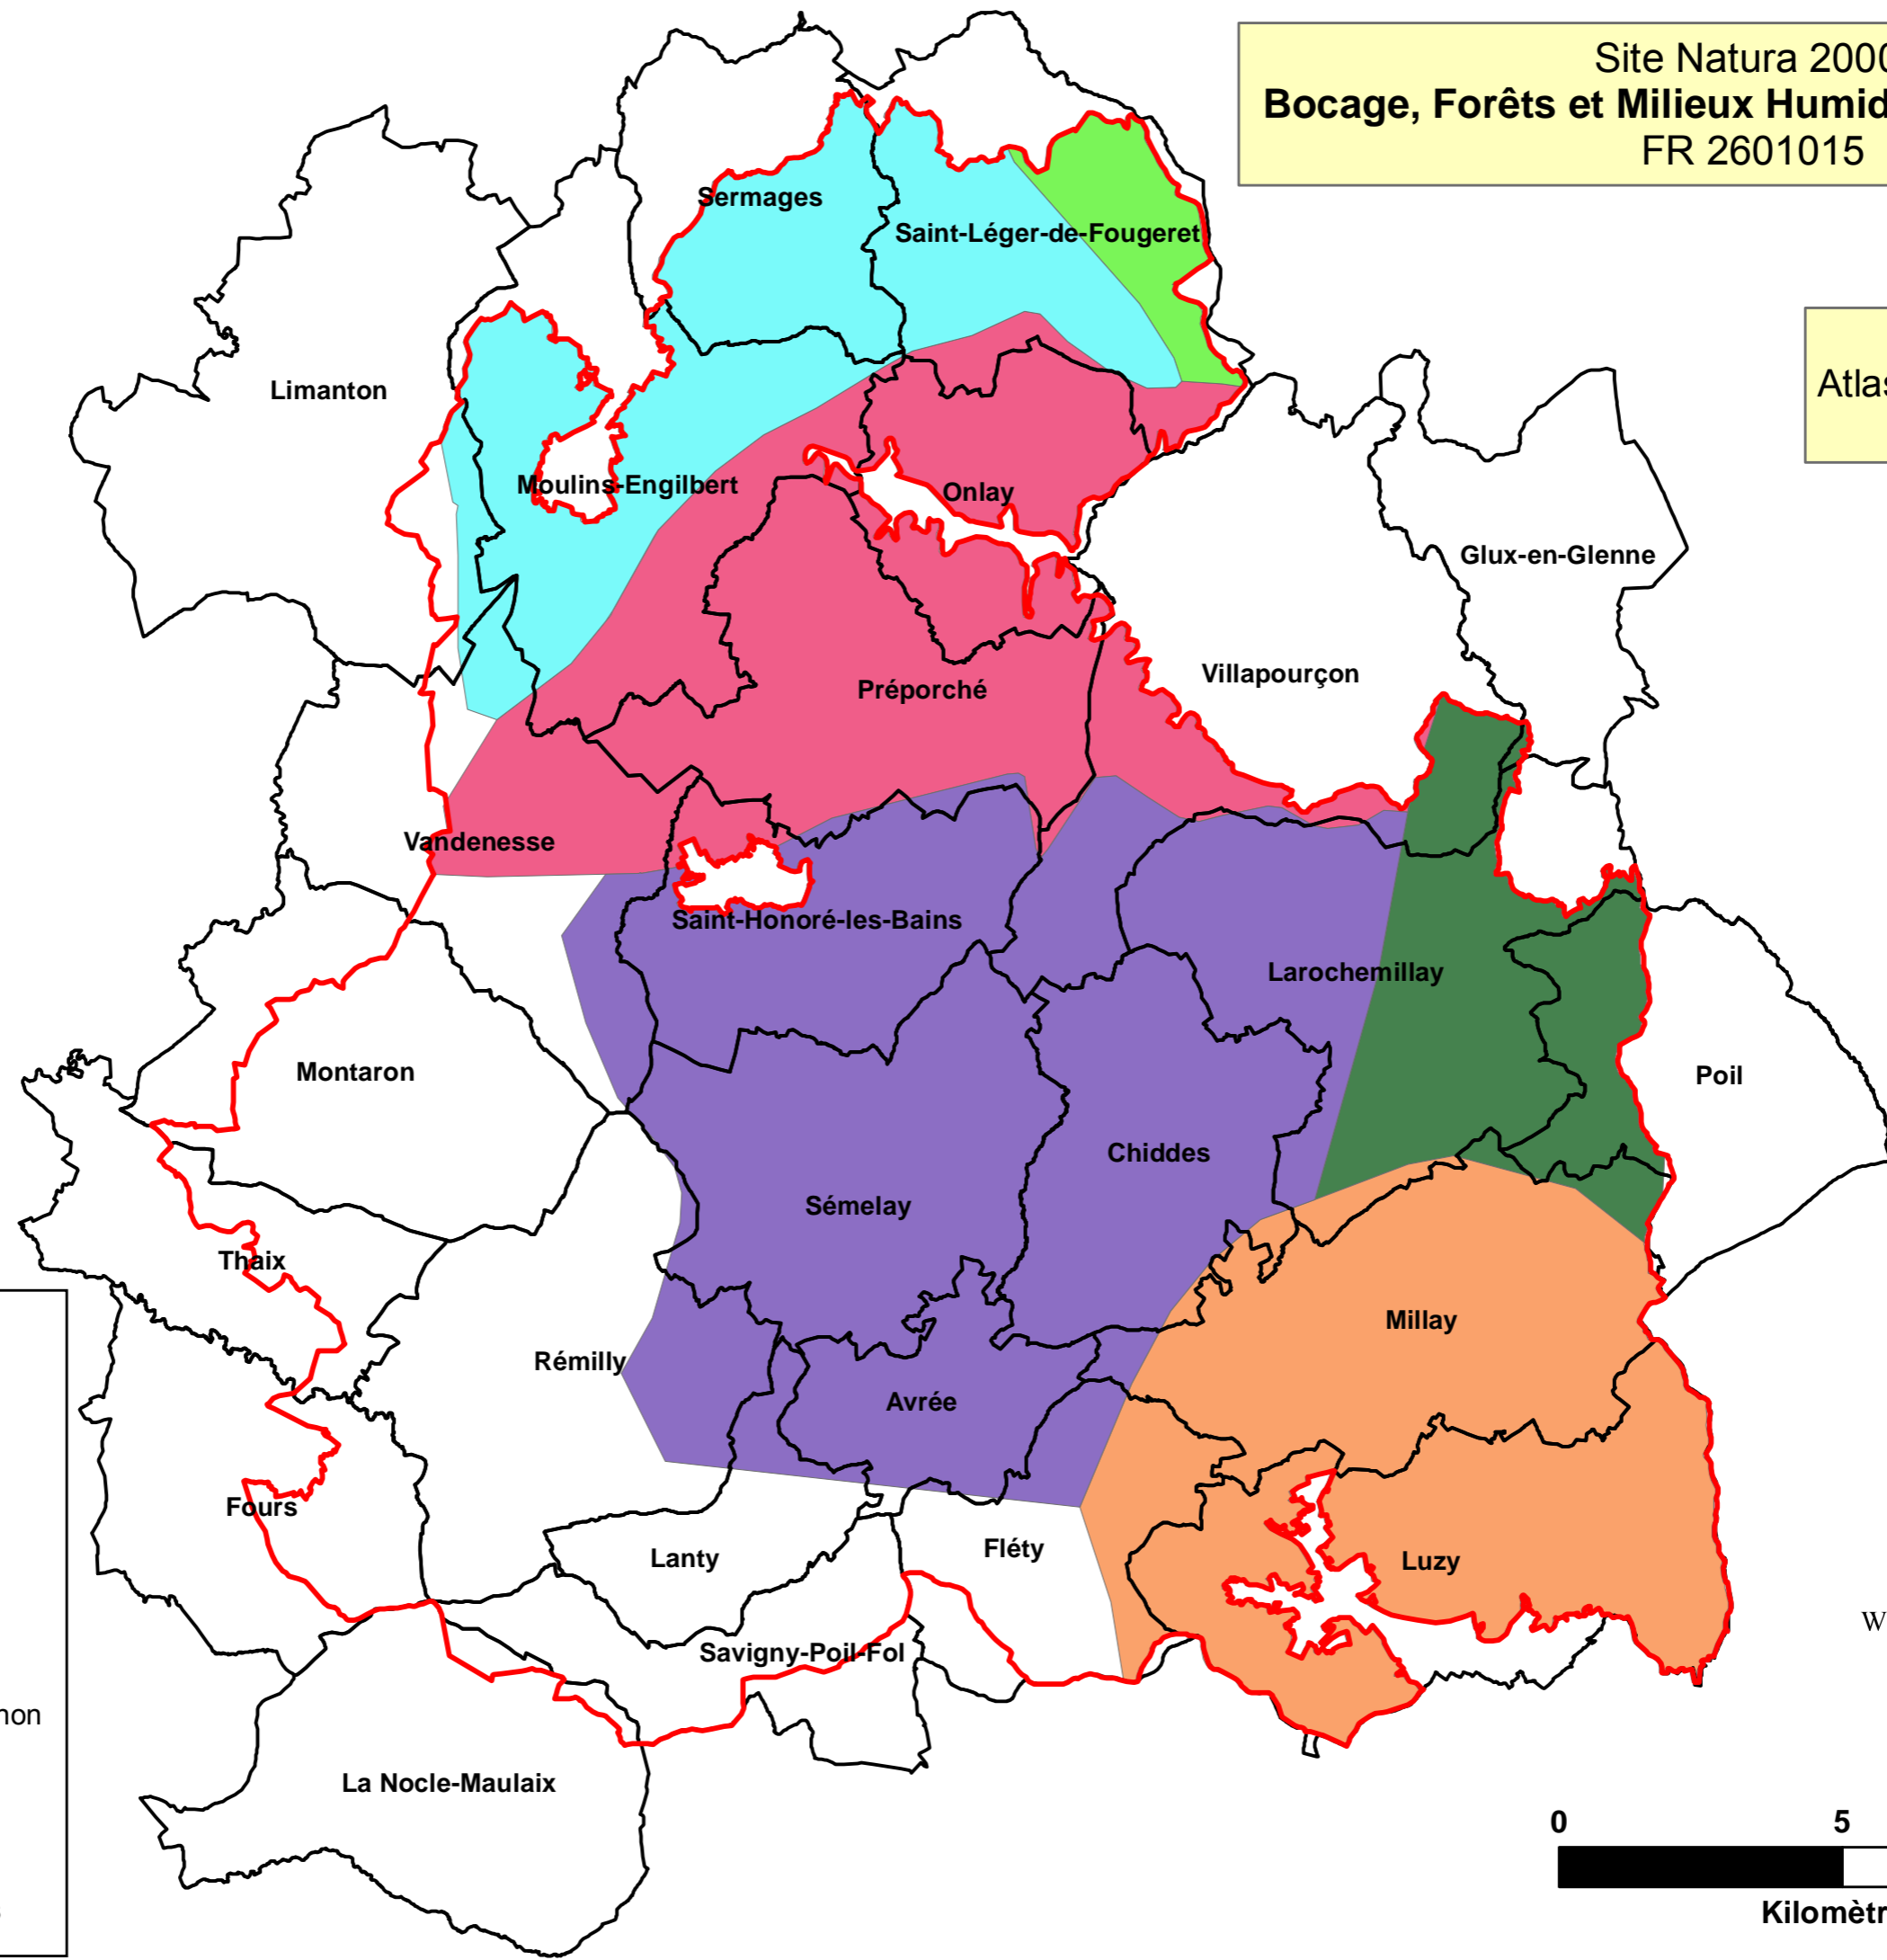 Site Natura 2000
Bocage, Forêts et Milieux Humid
FR 2601015
Atlas
Sermages
Saint-Léger-de-Fougeret
Limanton
Moulins-Engilbert
Onlay
Glux-en-Glenne
Villapourçon
Préporché
Vandenesse
Saint-Honoré-les-Bains
Larochemillay
Montaron
Poil
Chiddes
Sémelay
Thaix
Millay
Rémilly
Avrée
Fours
Fléty
Lanty
Luzy
Savigny-Poil-Fol
W
non
La Nocle-Maulaix
0 5
Kilomètr